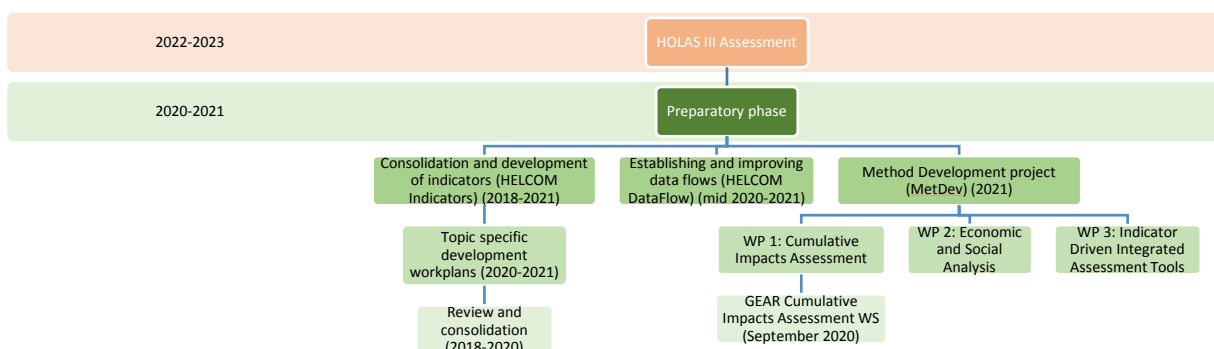 2022-2023
HOLAS III Assessment
2020-2021
Preparatory phase
Consolidation and development
of indicators (HELCOM
Indicators) (2018-2021)
Establishing and improving
data flows (HELCOM
DataFlow) (mid 2020-2021)
Method Development project
(MetDev) (2021)
Topic specific
development
workplans (2020-2021)
WP 1: Cumulative
Impacts Assessment
WP 2: Economic
and Social
Analysis
WP 3: Indicator
Driven Integrated
Assessment Tools
Review and
consolidation
(2018-2020)
GEAR Cumulative
Impacts Assessment WS
(September 2020)